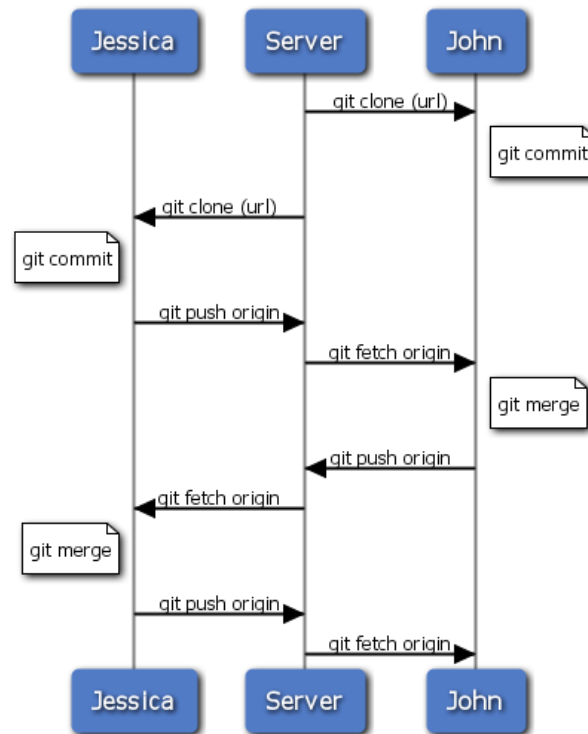 Jessica
Server
John
git clone (url)
git commit
git clone (url)
git commit
git push origin
git fetch origin
git merge
git push origin
git fetch origin
git merge
git push origin
git fetch origin
Jessica
Server
John